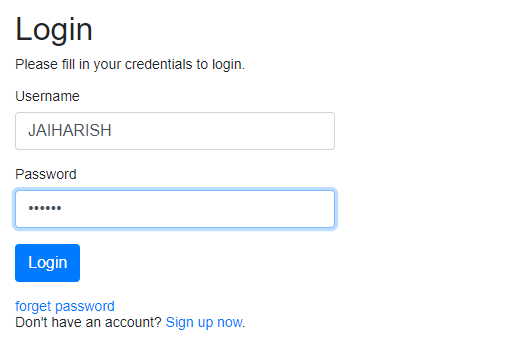 Login
Please fill in your credentials to login.
Username
JAIHARISH
Password
••••••
Login
forget password
Don't have an account? Sign up now.